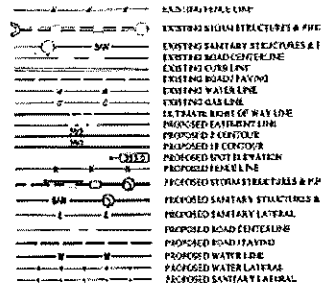 EXISTING FENCE LINE
EXISTING STORM STRUCTURES & PIPE
SAN EXISTING SANITARY STRUCTURES & P
EXISTING ROAD CENTERLINE
EXISTING CURB LINE
EXISTING ROAD / PAVING
EXISTING WATER LINE
G G EXISTING GAS LINE
ULTIMATE RIGHT OF WAY LINE
PROPOSED EASEMENT LINE
PROPOSED 2' CONTOUR
PROPOSED 10' CONTOUR
PROPOSED SPOT ELEVATION
X X X PROPOSED FENCE LINE
PROPOSED STORM STRUCTURES & PIP
SAN PROPOSED SANITARY STRUCTURES &
L L PROPOSED SANITARY LATERAL
PROPOSED ROAD CENTERLINE
PROPOSED ROAD / PAVING
W W PROPOSED WATER LINE
PROPOSED WATER LATERAL
PROPOSED SANITARY LATERAL